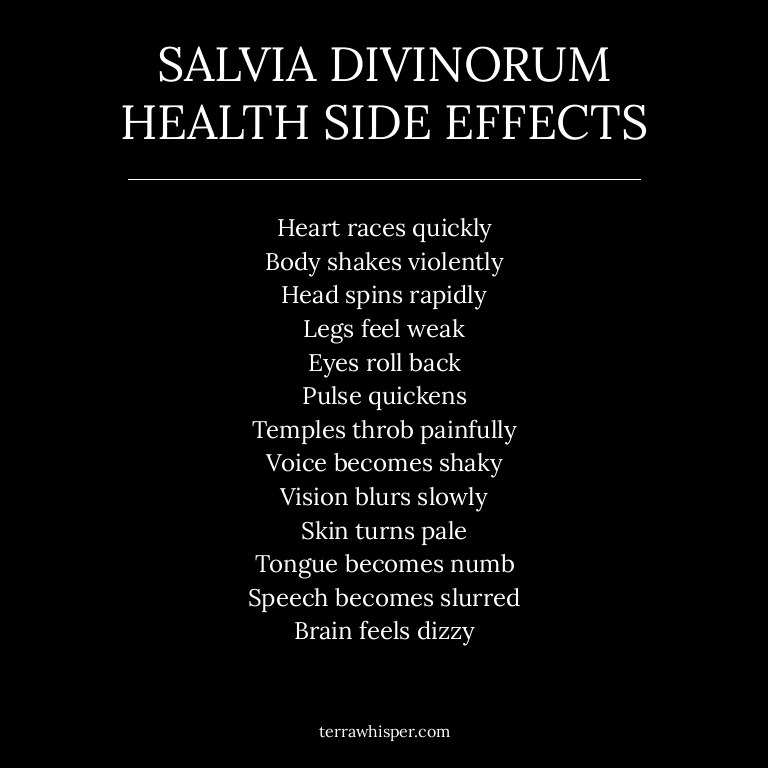 SALVIA DIVINORUM
HEALTH SIDE EFFECTS
Heart races quickly
Body shakes violently
Head spins rapidly
Legs feel weak
Eyes roll back
Pulse quickens
Temples throb painfully
Voice becomes shaky
Vision blurs slowly
Skin turns pale
Tongue becomes numb
Speech becomes slurred
Brain feels dizzy
terrawhisper.com